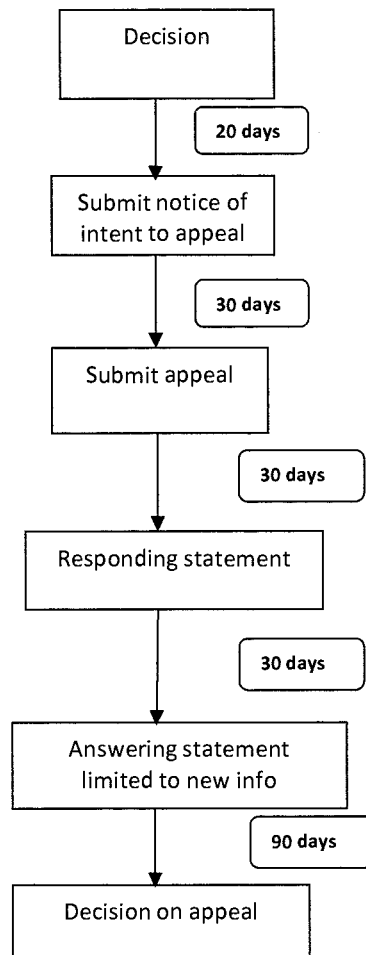 Decision
20 days
Submit notice of
intent to appeal
30 days
Submit appeal
30 days
Responding statement
30 days
Answering statement
limited to new info
90 days
Decision on appeal